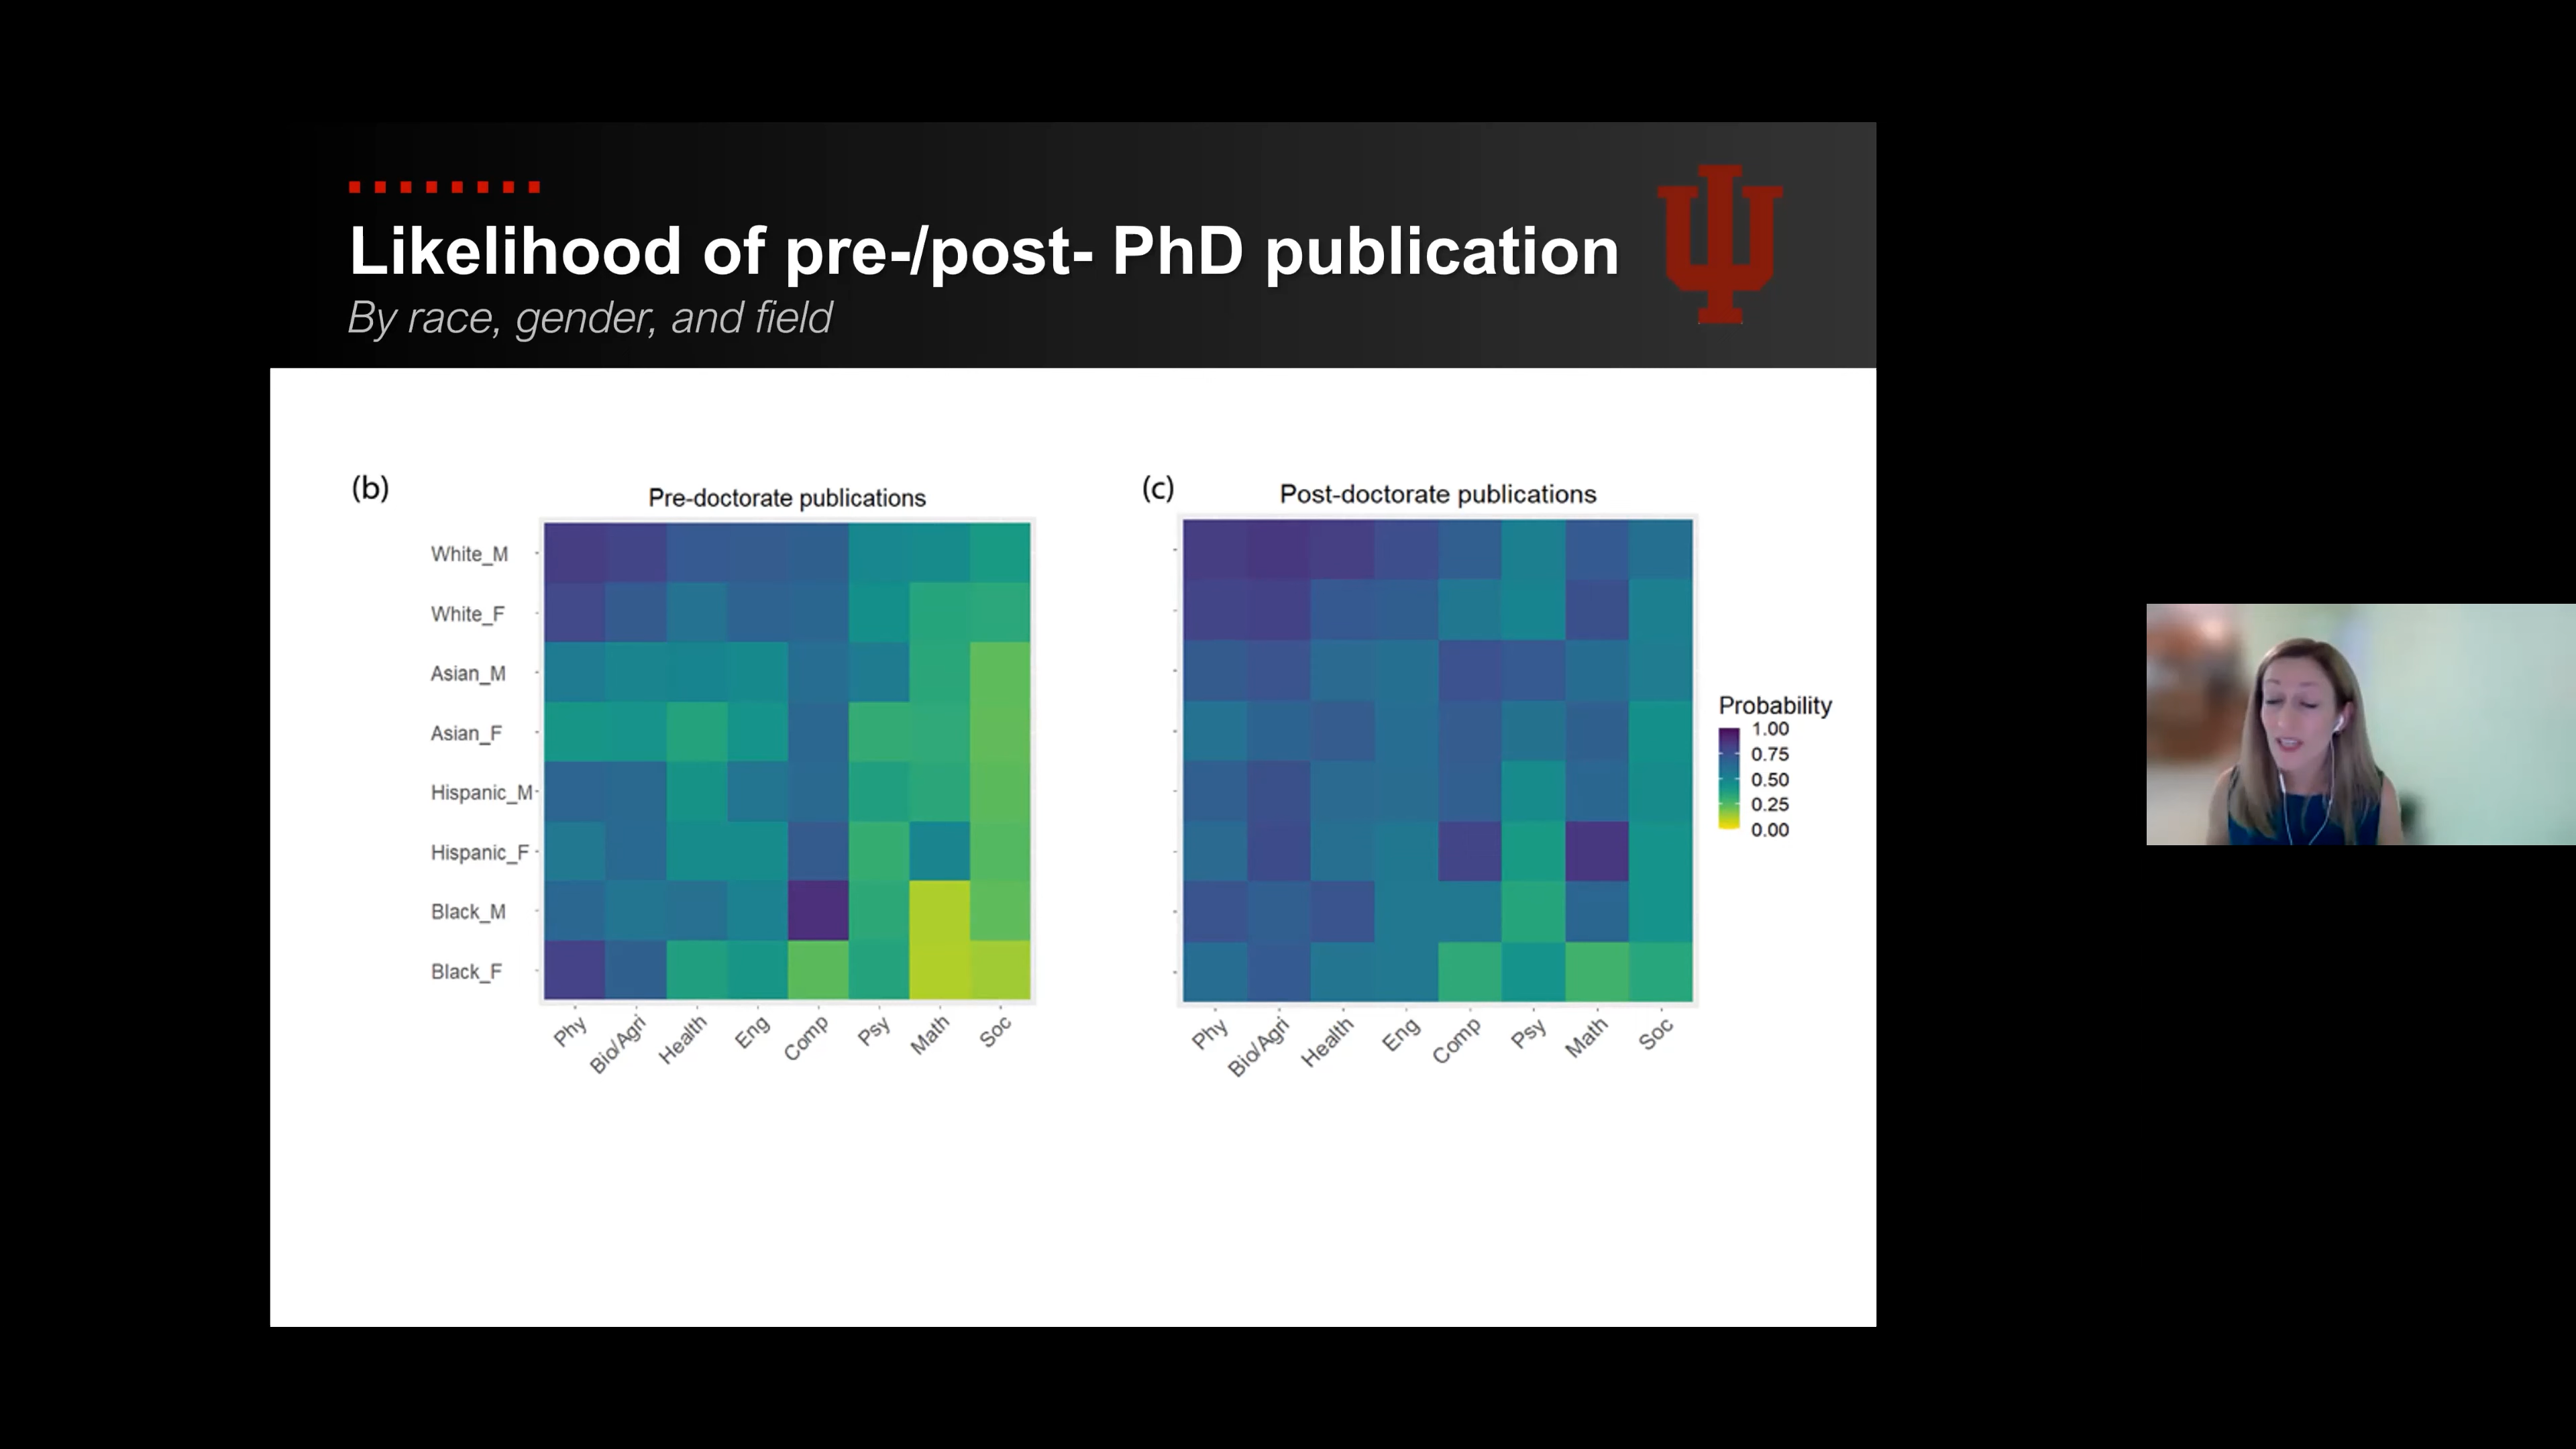 Likelihood of pre-/post- PhD publication
By race, gender, and field
(b)
Pre-doctorate publications
White_M
White_F
Asian_M
Asian_F
Hispanic_M
Hispanic_F
Black_M
Black_F
Phy
Bio/Agri
Health
Eng
Comp
Psy
Math
Soc
(c)
Post-doctorate publications
Phy
Bio/Agri
Health
Eng
Comp
Psy
Math
Soc
Probability
1.00
0.75
0.50
0.25
0.00